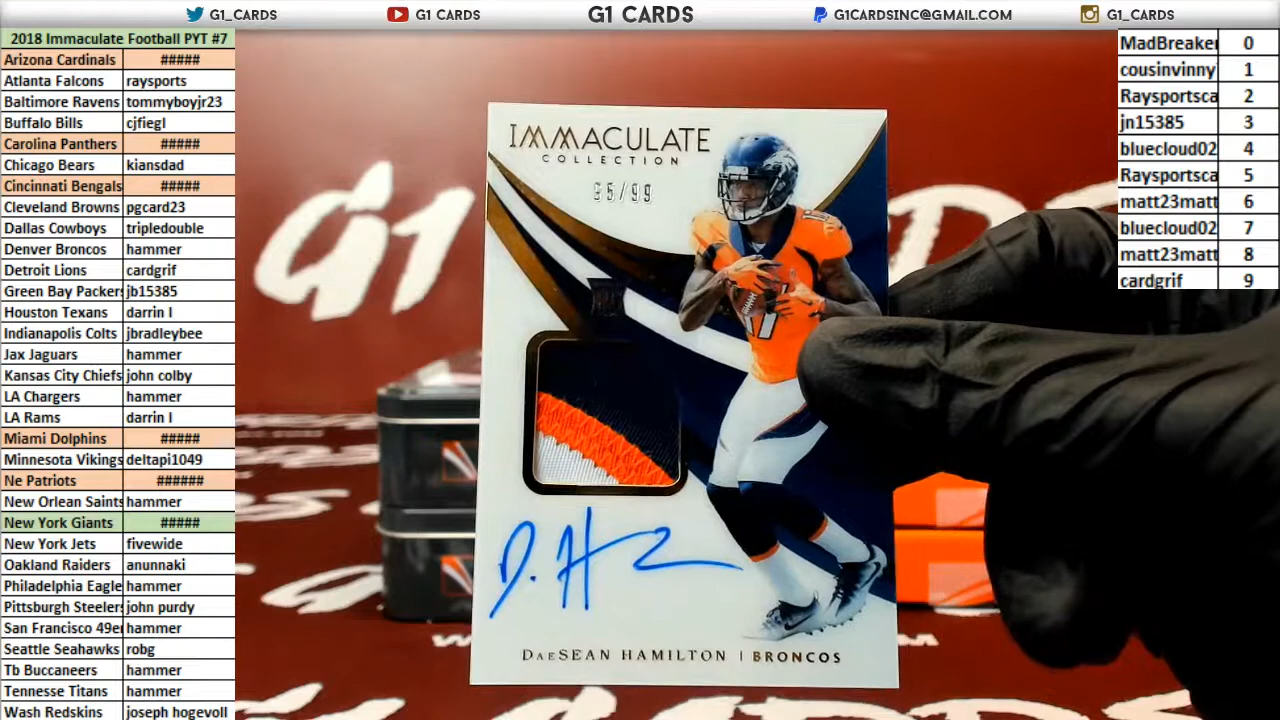 G1_CARDS
G1 CARDS
G1 CARDS
G1CARDSINC@GMAIL.COM
G1_CARDS
2018 Immaculate Football PYT #7
Arizona Cardinals #####
Atlanta Falcons raysports
Baltimore Ravens tommyboyjr23
Buffalo Bills cjfiegl
Carolina Panthers #####
Chicago Bears kiansdad
Cincinnati Bengals #####
Cleveland Browns pgcard23
Dallas Cowboys tripledouble
Denver Broncos hammer
Detroit Lions cardgrif
Green Bay Packers jb15385
Houston Texans darrin l
Indianapolis Colts jbradleybee
Jax Jaguars hammer
Kansas City Chiefs john colby
LA Chargers hammer
LA Rams darrin l
Miami Dolphins #####
Minnesota Vikings deltapi1049
Ne Patriots ######
New Orlean Saints hammer
New York Giants #####
New York Jets fivewide
Oakland Raiders anunnaki
Philadelphia Eagle hammer
Pittsburgh Steelers john purdy
San Francisco 49e hammer
Seattle Seahawks robg
Tb Buccaneers hammer
Tennesse Titans hammer
Wash Redskins joseph hogevoll
MadBreaker 0
cousinvinny 1
Raysportsca 2
jn15385 3
bluecloud02 4
Raysportsca 5
matt23matt 6
bluecloud02 7
matt23matt 8
cardgrif 9
IMMACULATE
COLLECTION
/99
D. H
DAESEAN HAMILTON | BRONCOS
G1